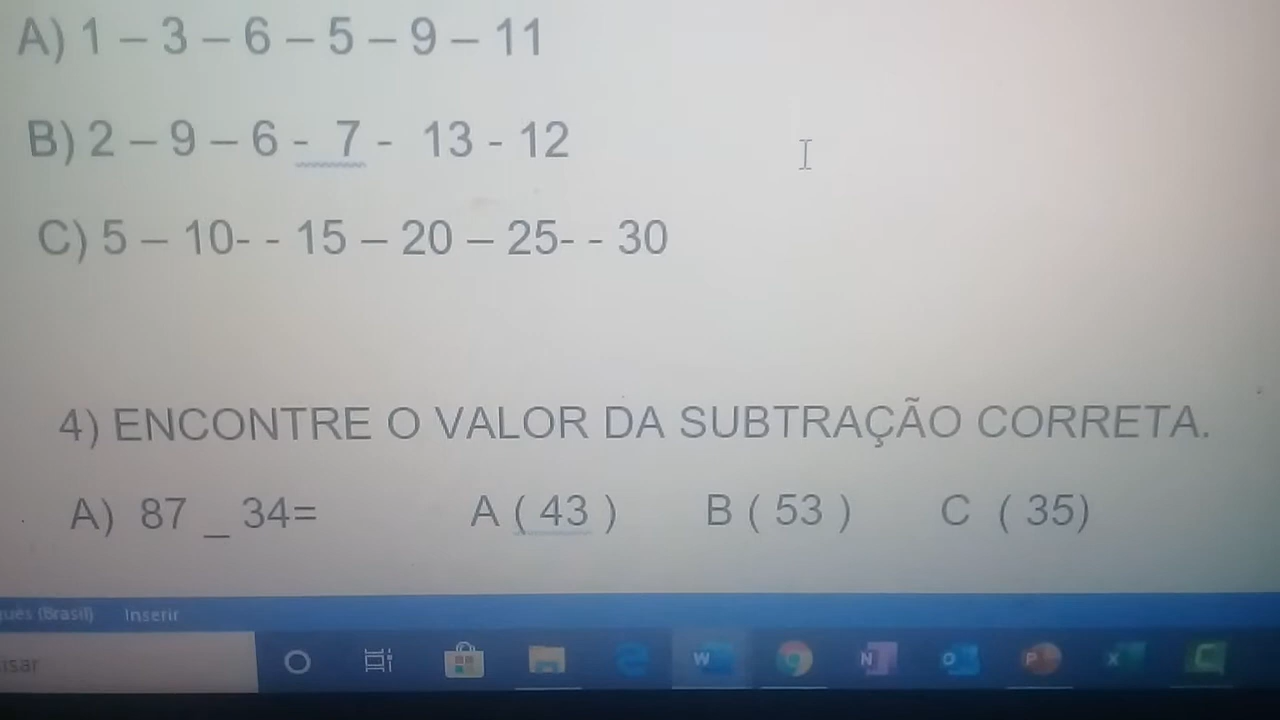 A) 1 – 3 – 6 – 5 – 9 – 11
B) 2 – 9 – 6 - 7 - 13 - 12
C) 5 – 10- - 15 – 20 – 25- - 30
4) ENCONTRE O VALOR DA SUBTRAÇÃO CORRETA.
A) 87 _ 34= A ( 43 ) B ( 53 ) C ( 35)
(Brasil) Inserir